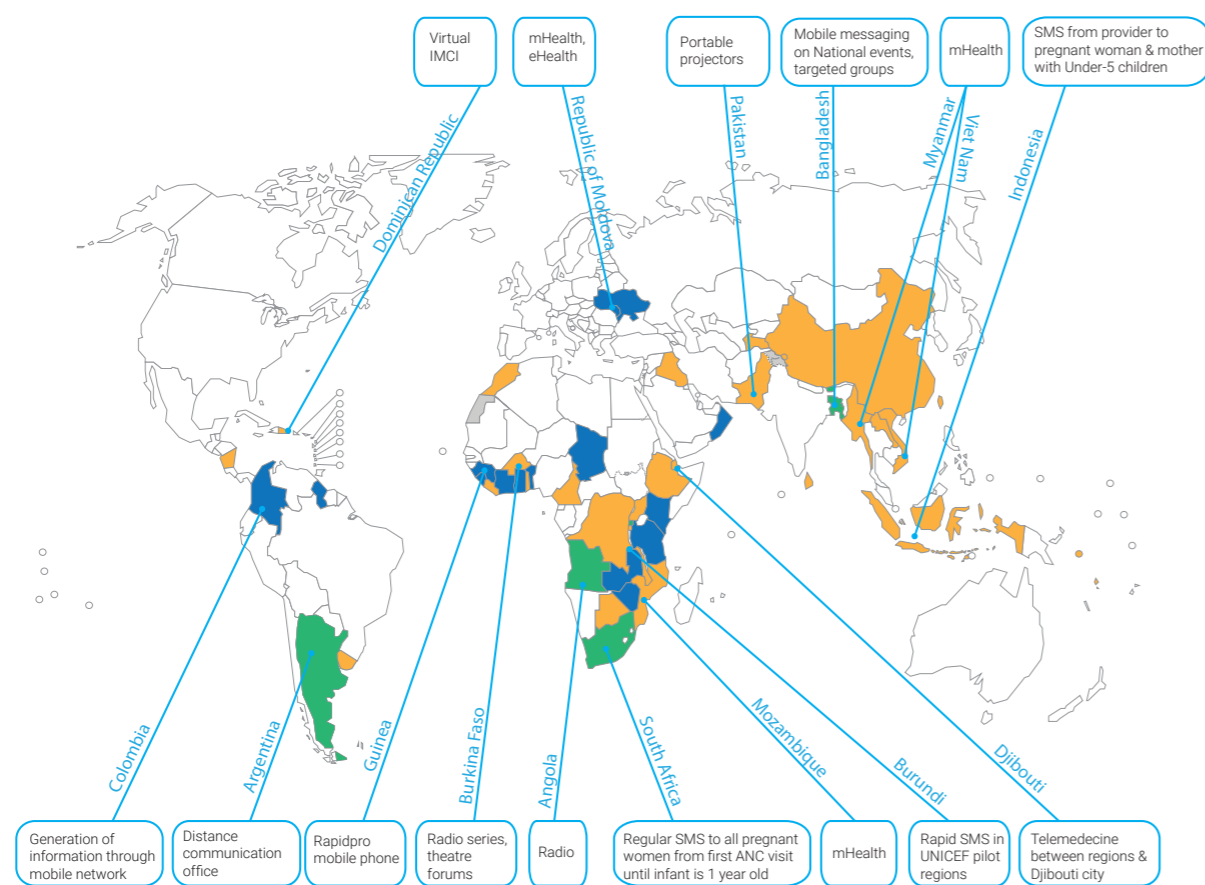 Virtual
IMCI
mHealth,
eHealth
Portable
projectors
Mobile messaging
on National events,
targeted groups
mHealth
SMS from provider to
pregnant woman & mother
with Under-5 children
Dominican Republic
Republic of Moldova
Pakistan
Bangladesh
Myanmar
Viet Nam
Indonesia
Colombia
Argentina
Guinea
Burkina Faso
Angola
South Africa
Mozambique
Burundi
Djibouti
Generation of
information through
mobile network
Distance
communication
office
Rapidpro
mobile phone
Radio series,
theatre
forums
Radio
Regular SMS to all pregnant
women from first ANC visit
until infant is 1 year old
mHealth
Rapid SMS in
UNICEF pilot
regions
Telemedecine
between regions &
Djibouti city